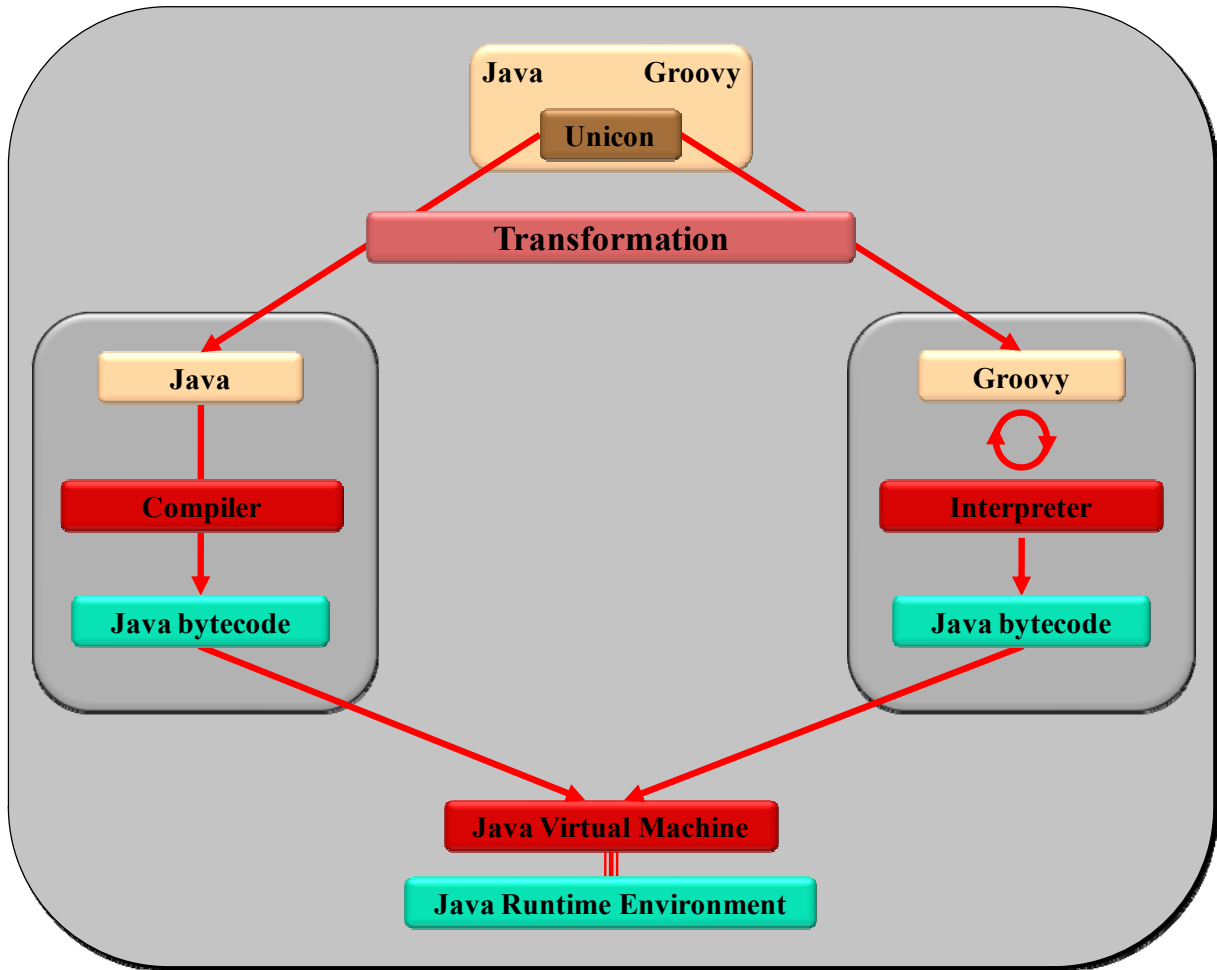 Java Groovy
Unicon
Transformation
Java
Groovy
Compiler
Interpreter
Java bytecode
Java bytecode
Java Virtual Machine
Java Runtime Environment